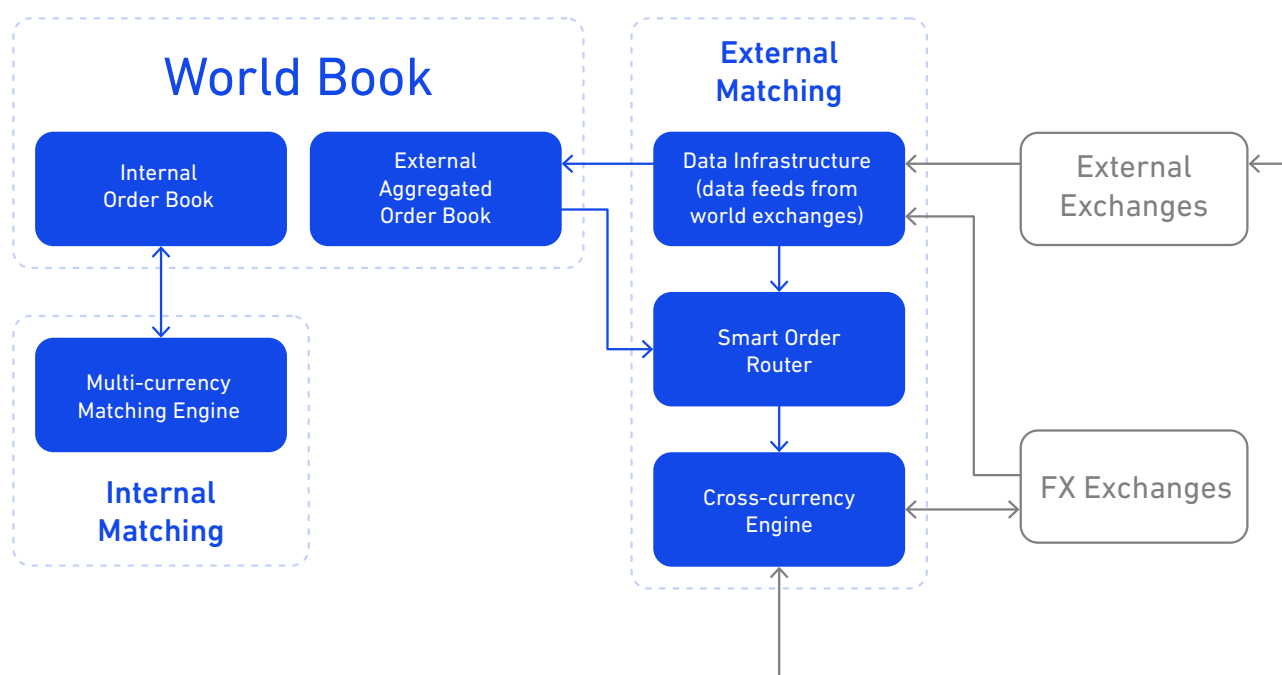 World Book
Internal
Order Book
External
Aggregated
Order Book
Multi-currency
Matching Engine
Internal
Matching
External
Matching
Data Infrastructure
(data feeds from
world exchanges)
Smart Order
Router
Cross-currency
Engine
External
Exchanges
FX Exchanges